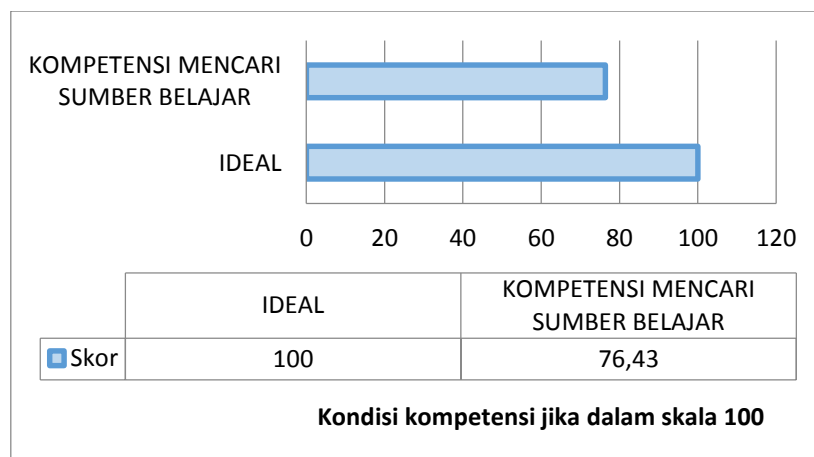 KOMPETENSI MENCARI
SUMBER BELAJAR
IDEAL
0 20 40 60 80 100 120
IDEAL
KOMPETENSI MENCARI
SUMBER BELAJAR
Skor 100 76,43
Kondisi kompetensi jika dalam skala 100